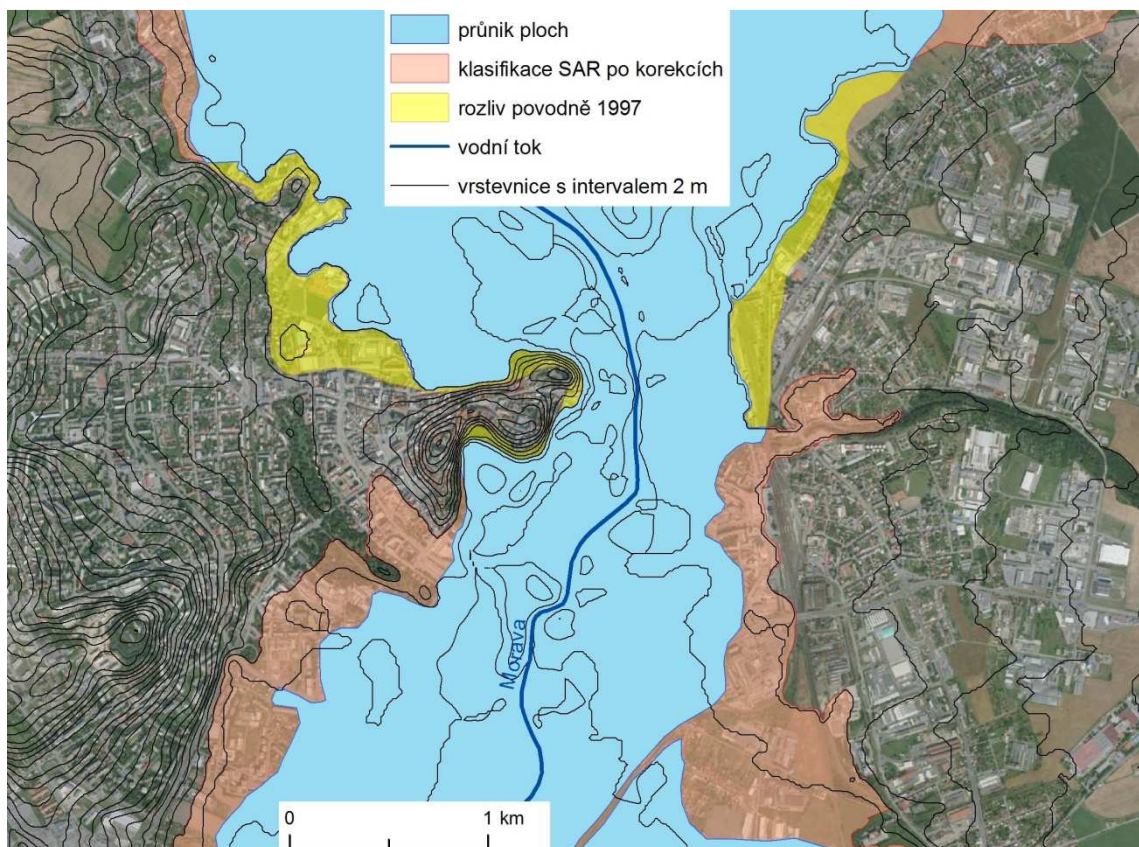 průnik ploch
klasifikace SAR po korekcích
rozliv povodně 1997
vodní tok
vrstevnice s intervalem 2 m
Morava
0 1 km